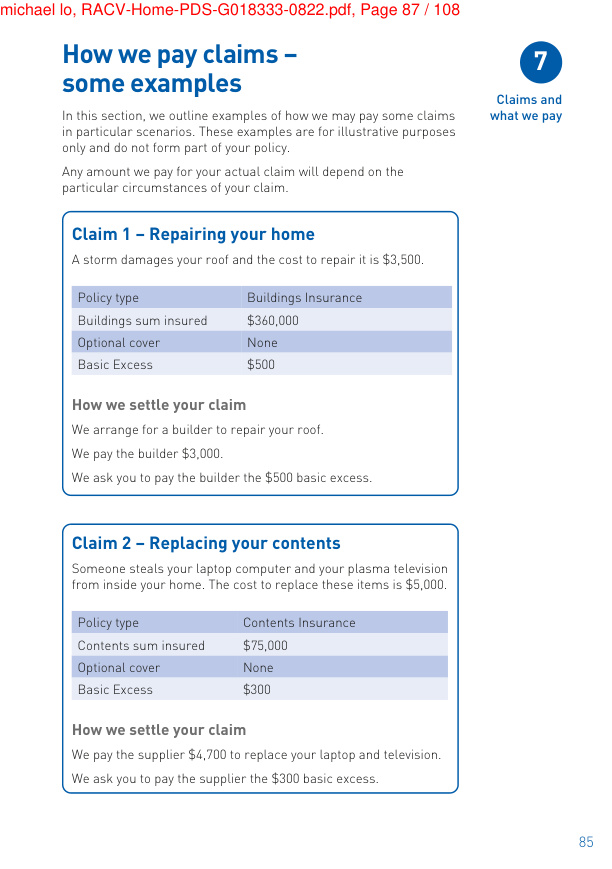 michael lo, RACV-Home-PDS-G018333-0822.pdf, Page 87 / 108
How we pay claims –
some examples
7
Claims and
what we pay
In this section, we outline examples of how we may pay some claims
in particular scenarios. These examples are for illustrative purposes
only and do not form part of your policy.
Any amount we pay for your actual claim will depend on the
particular circumstances of your claim.
Claim 1 – Repairing your home
A storm damages your roof and the cost to repair it is $3,500.
Policy type Buildings Insurance
Buildings sum insured $360,000
Optional cover None
Basic Excess $500
How we settle your claim
We arrange for a builder to repair your roof.
We pay the builder $3,000.
We ask you to pay the builder the $500 basic excess.
Claim 2 – Replacing your contents
Someone steals your laptop computer and your plasma television
from inside your home. The cost to replace these items is $5,000.
Policy type Contents Insurance
Contents sum insured $75,000
Optional cover None
Basic Excess $300
How we settle your claim
We pay the supplier $4,700 to replace your laptop and television.
We ask you to pay the supplier the $300 basic excess.
85